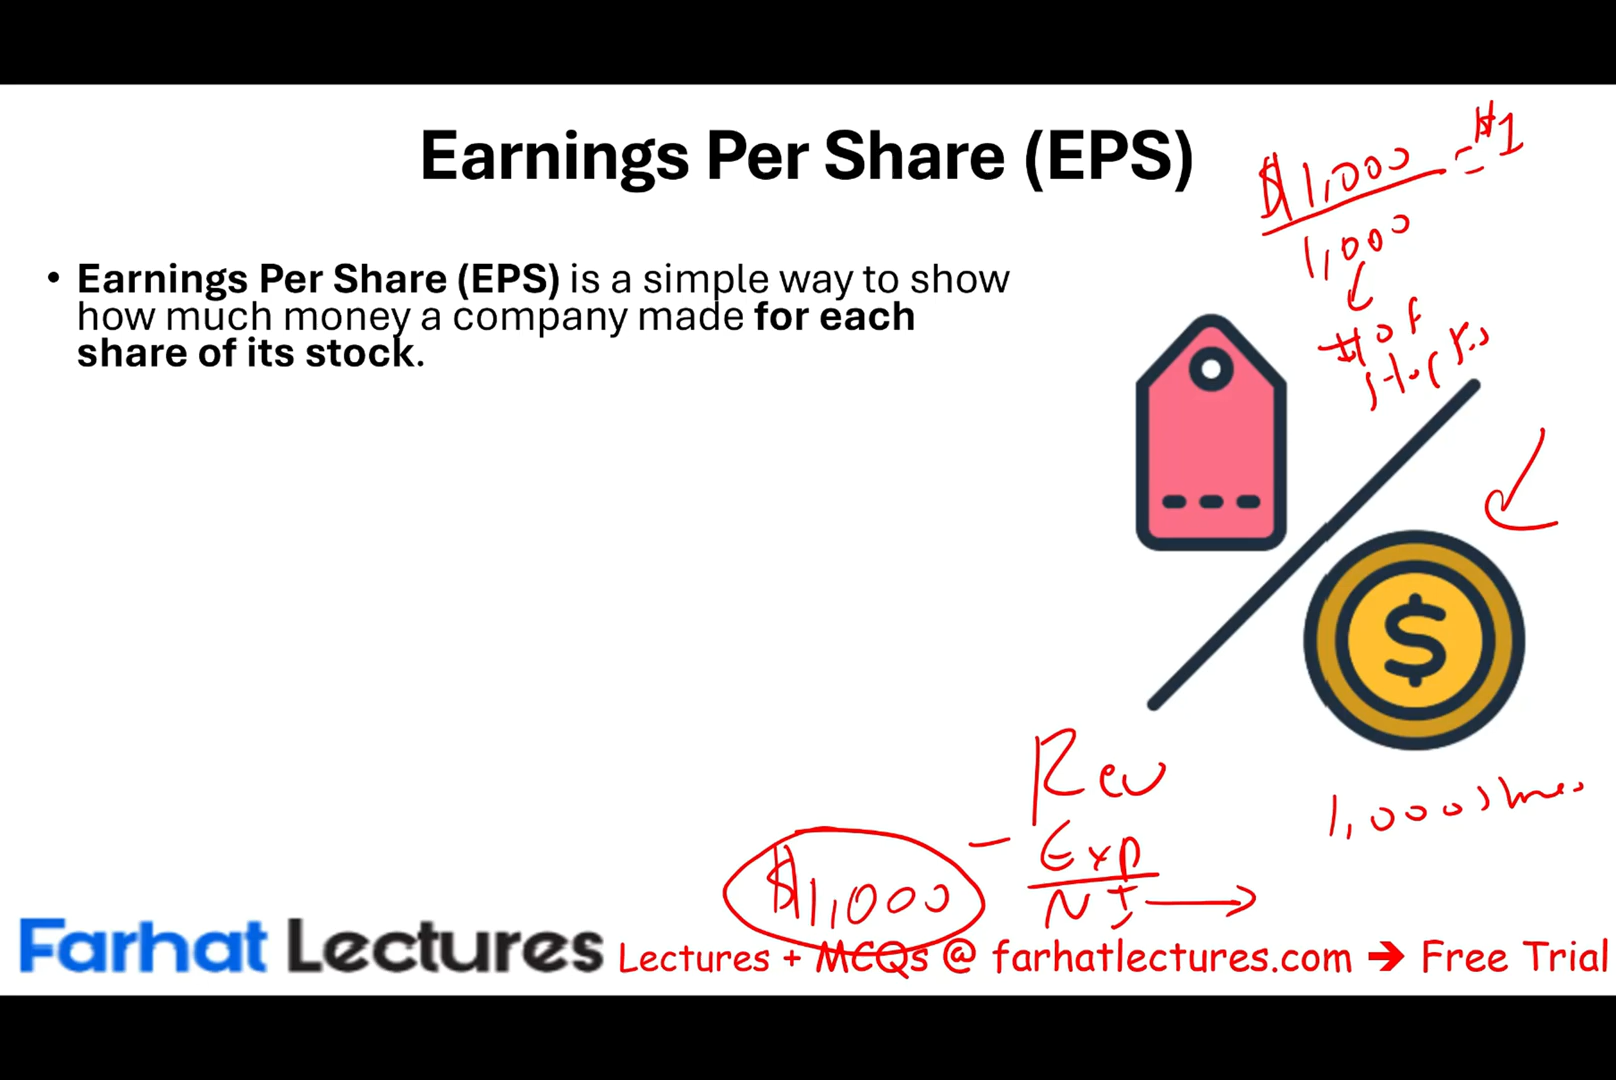 Earnings Per Share (EPS)
$1,000 = $1
1,000
# of
• Earnings Per Share (EPS) is a simple way to show
how much money a company made for each
share of its stock.
$
Rev
1,000 shares
- Exp
$1,000
NI
Farhat Lectures
Lectures + MCQs @ farhatlectures.com → Free Trial